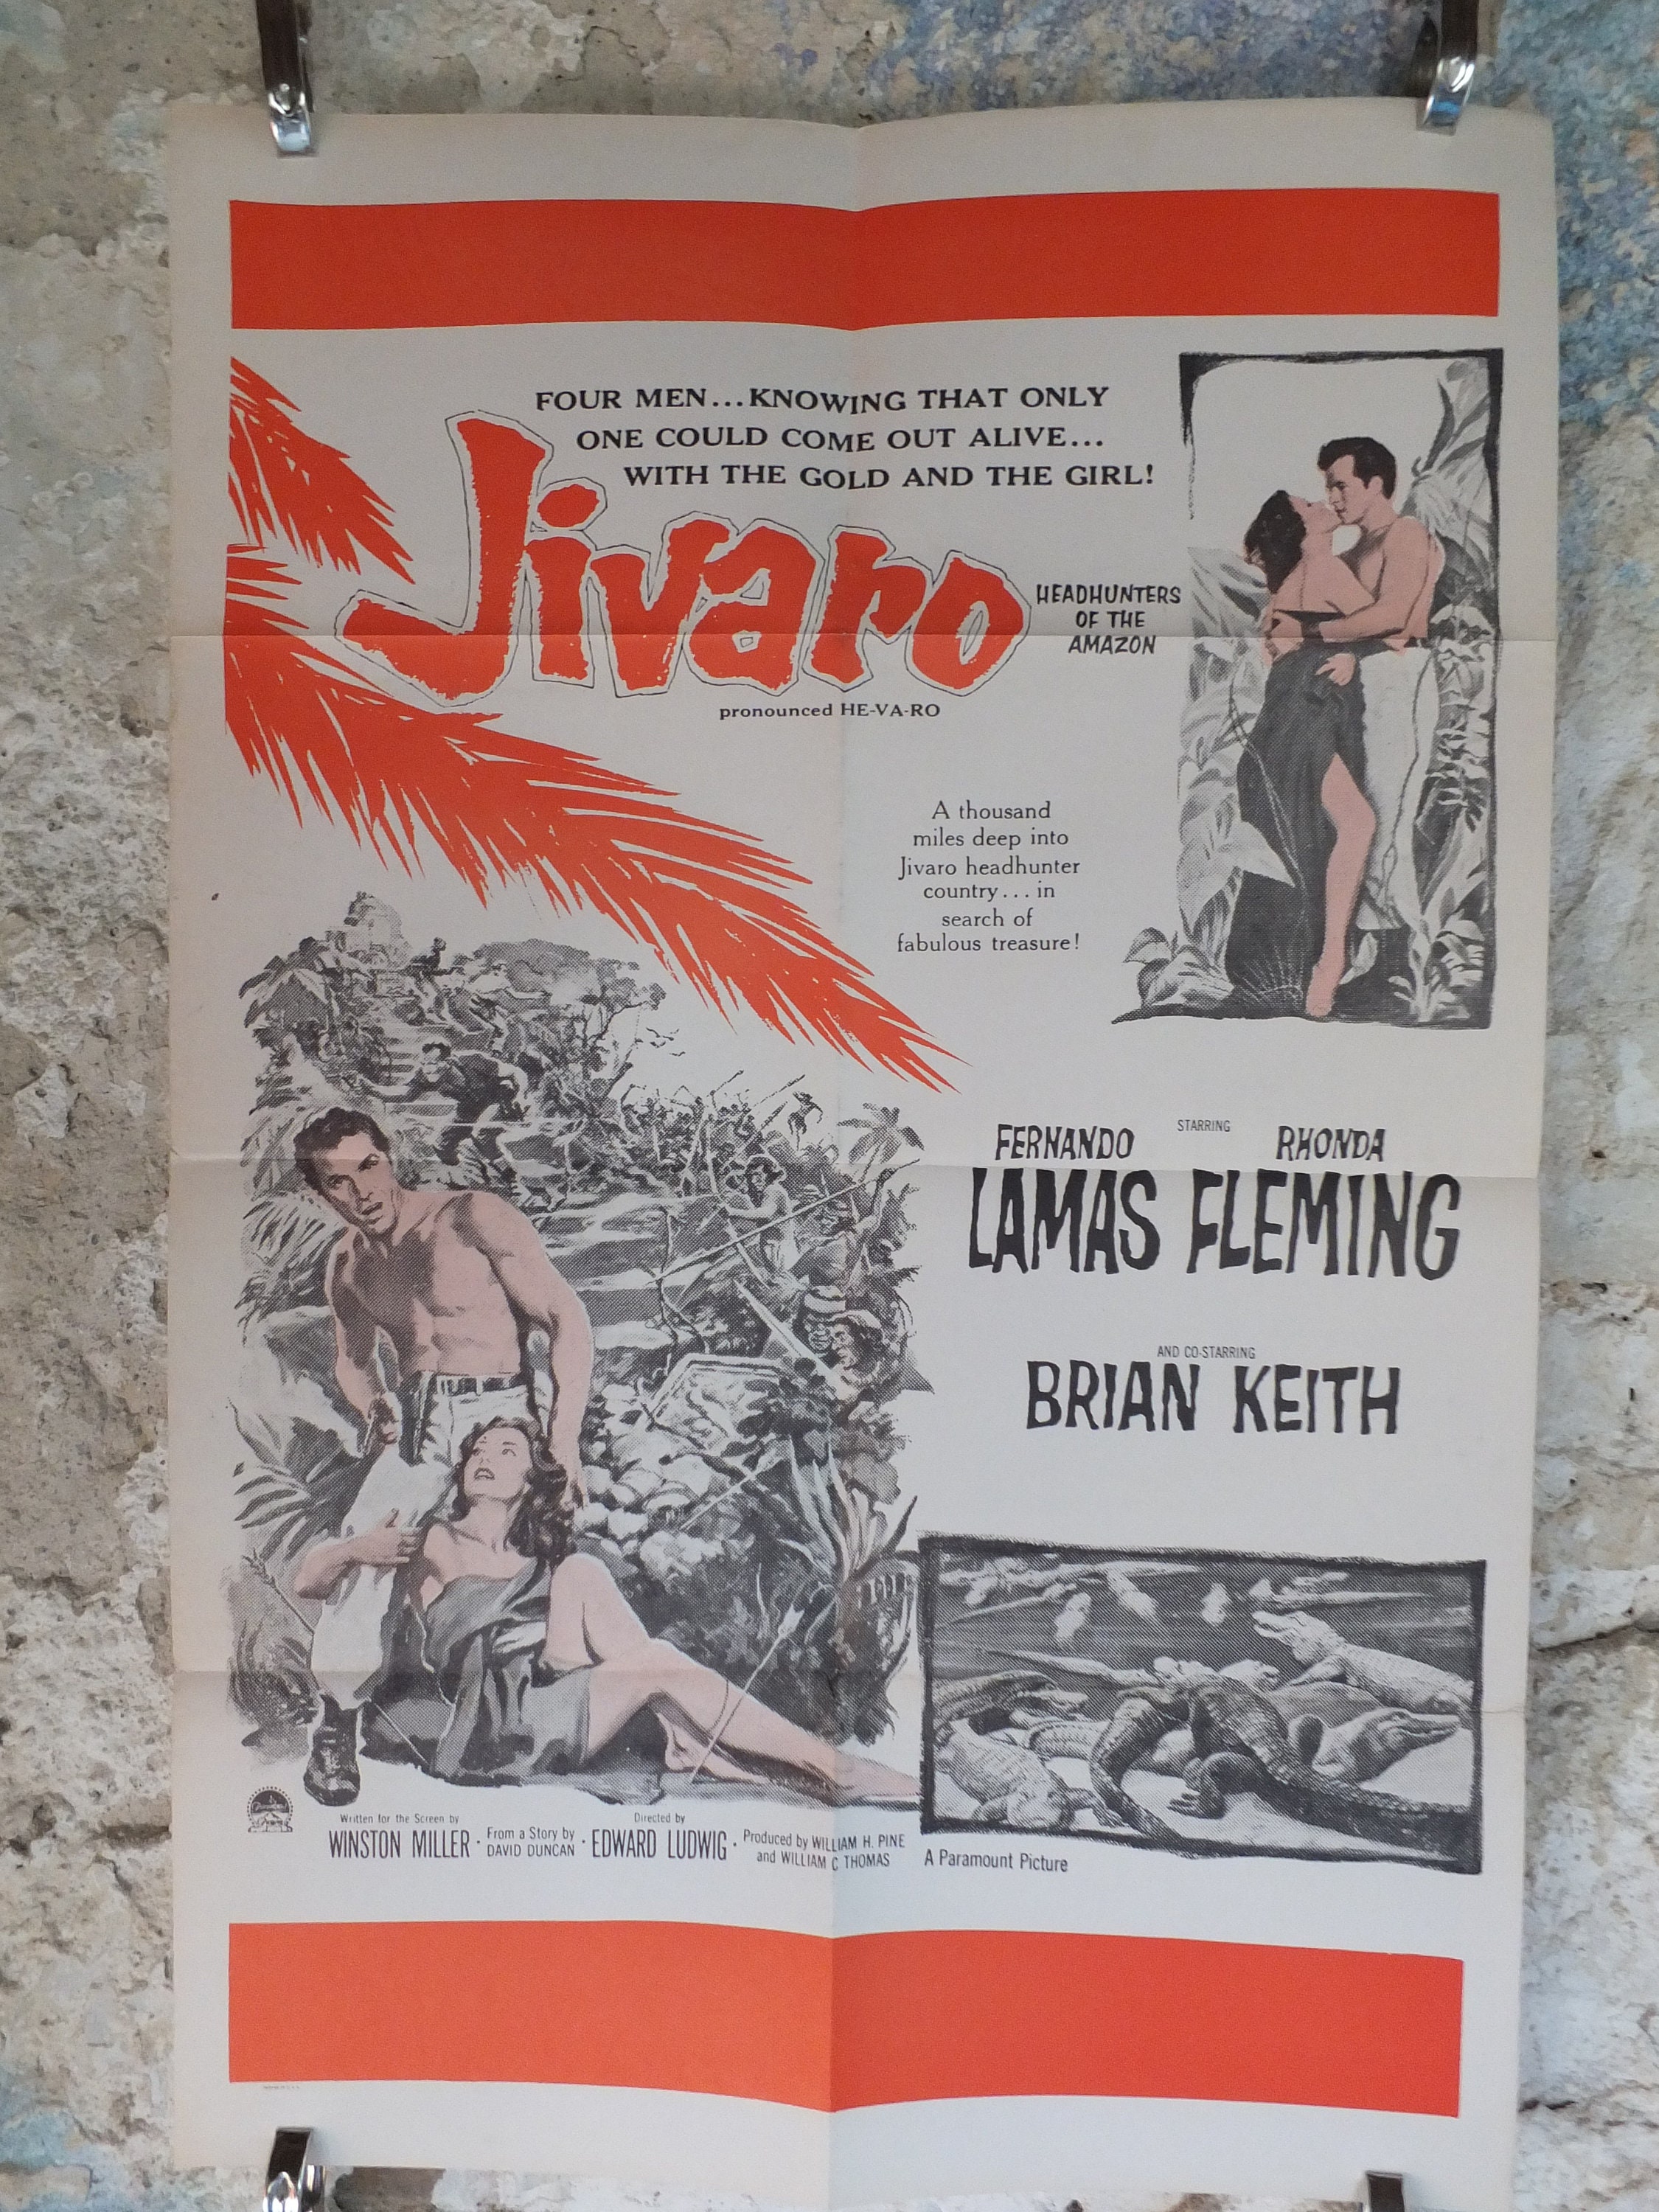 FOUR MEN...KNOWING THAT ONLY
ONE COULD COME OUT ALIVE...
WITH THE GOLD AND THE GIRL!
Jivaro
HEADHUNTERS
OF THE
AMAZON
pronounced HE-VA-RO
A thousand
miles deep into
Jivaro headhunter
country...in
search of
fabulous treasure!
STARRING
FERNANDO
LAMAS
RHONDA
FLEMING
AND CO-STARRING
BRIAN KEITH
Written for the Screen by
WINSTON MILLER ·
From a Story by
DAVID DUNCAN ·
Directed by
EDWARD LUDWIG ·
Produced by WILLIAM H. PINE
and WILLIAM C THOMAS
A Paramount Picture